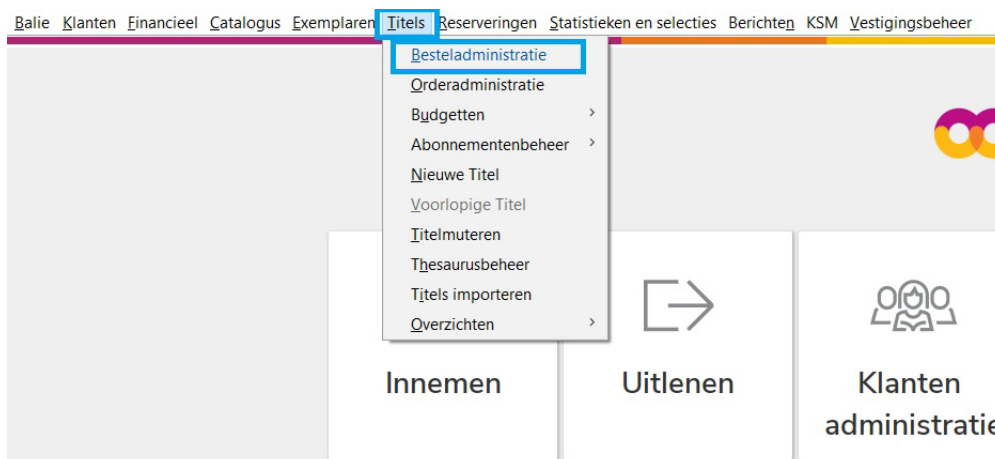 Balie Klanten Financieel Catalogus Exemplaren Titels Reserveringen Statistieken en selecties Berichten KSM Vestigingsbeheer
Besteladministratie
Orderadministratie
Budgetten
Abonnementenbeheer
Nieuwe Titel
Voorlopige Titel
Titelmuteren
Thesaurusbeheer
Titels importeren
Overzichten
Innemen Uitlenen Klanten
administratie